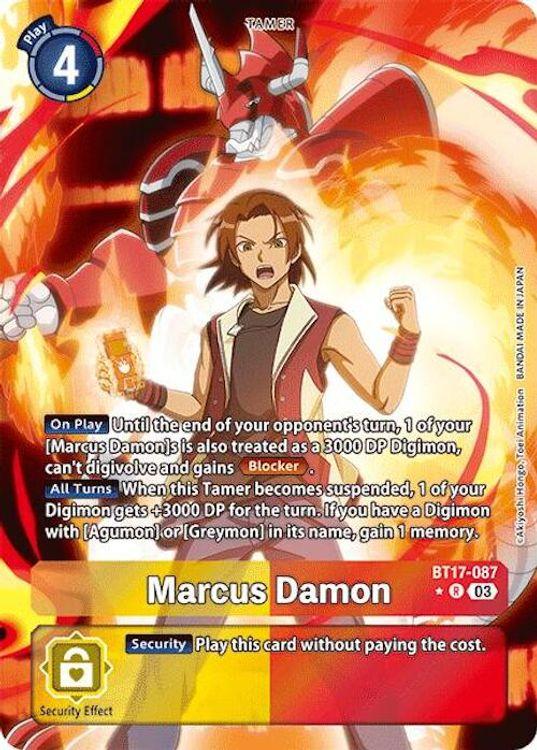 TAMER
Play
4
On Play Until the end of your opponent's turn, 1 of your
[Marcus Damon]s is also treated as a 3000 DP Digimon,
can't digivolve and gains Blocker .
All Turns When this Tamer becomes suspended, 1 of your
Digimon gets +3000 DP for the turn. If you have a Digimon
with [Agumon] or [Greymon] in its name, gain 1 memory.
©Akiyoshi Hongo, Toei Animation BANDAI MADE IN JAPAN
BT17-087
Marcus Damon
★ R 03
Security Play this card without paying the cost.
Security Effect